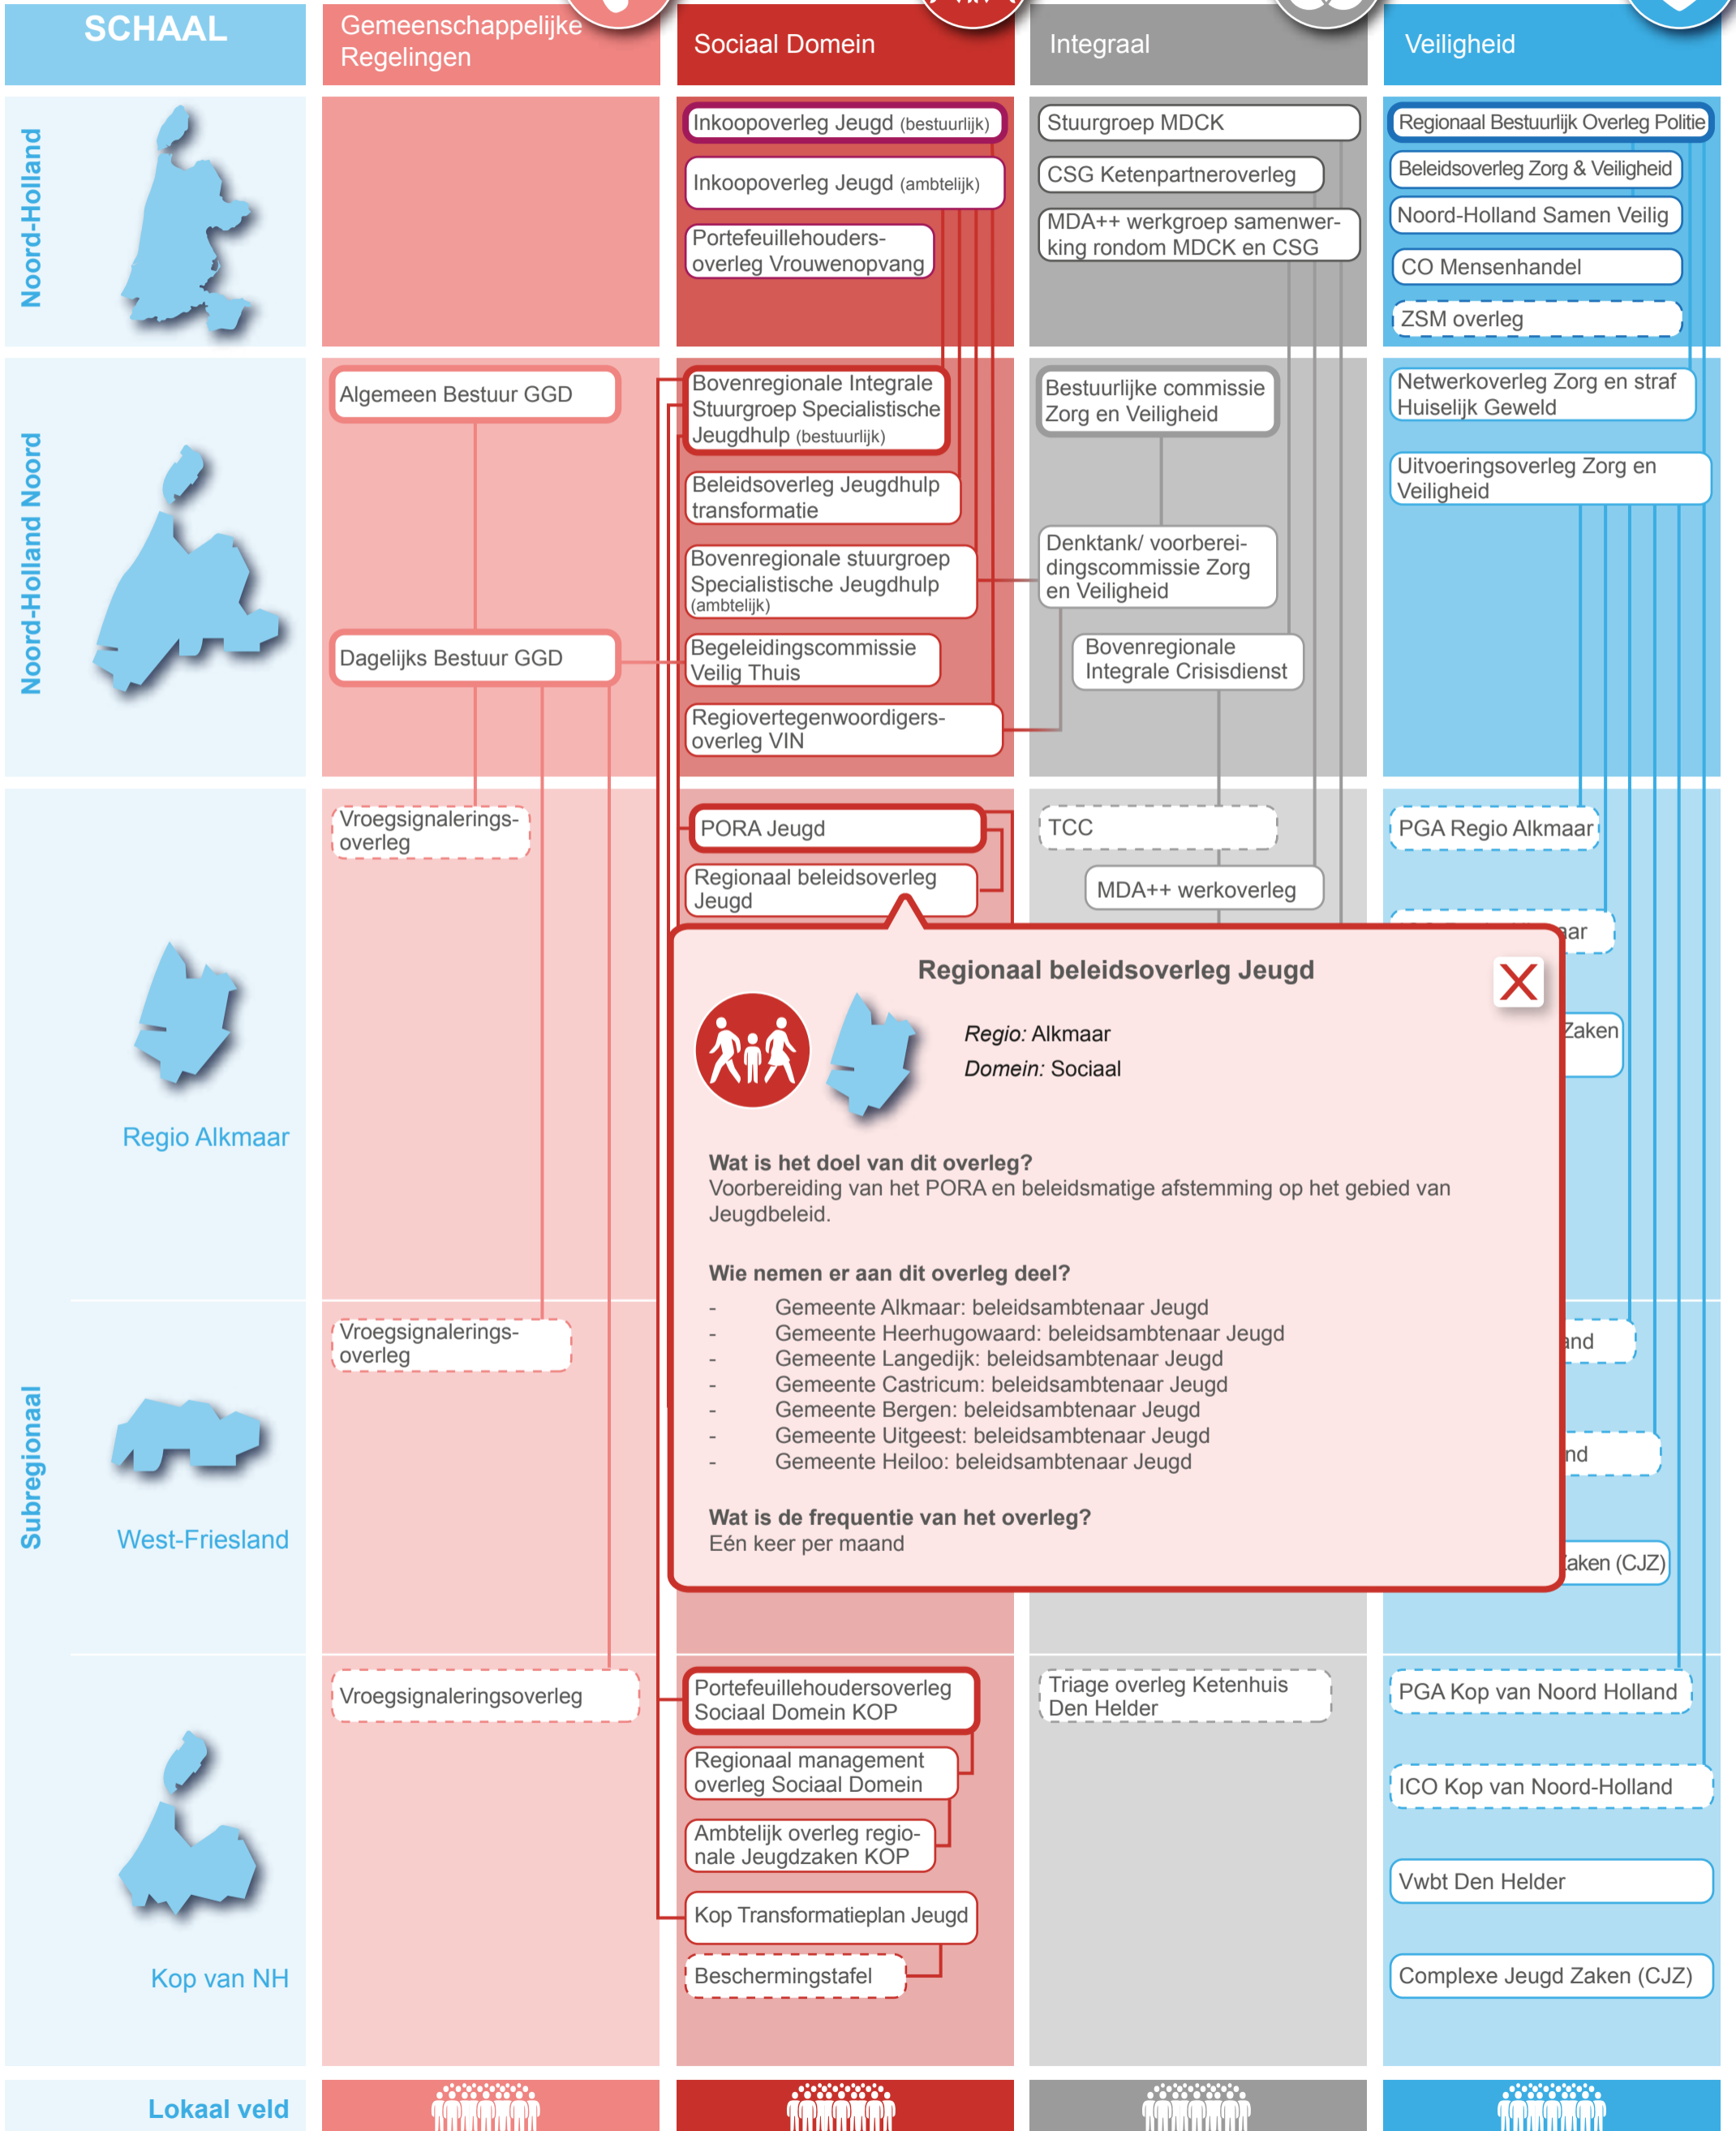 SCHAAL
Gemeenschappelijke
Regelingen
Sociaal Domein
Integraal
Veiligheid
Noord-Holland
Inkoopoverleg Jeugd (bestuurlijk)
Inkoopoverleg Jeugd (ambtelijk)
Portefeuillehouders-
overleg Vrouwenopvang
Stuurgroep MDCK
CSG Ketenpartneroverleg
MDA++ werkgroep samenwer-
king rondom MDCK en CSG
Regionaal Bestuurlijk Overleg Politie
Beleidsoverleg Zorg & Veiligheid
Noord-Holland Samen Veilig
CO Mensenhandel
ZSM overleg
Noord-Holland Noord
Algemeen Bestuur GGD
Dagelijks Bestuur GGD
Bovenregionale Integrale
Stuurgroep Specialistische
Jeugdhulp (bestuurlijk)
Beleidsoverleg Jeugdhulp
transformatie
Bovenregionale stuurgroep
Specialistische Jeugdhulp
(ambtelijk)
Begeleidingscommissie
Veilig Thuis
Regiovertegenwoordigers-
overleg VIN
Bestuurlijke commissie
Zorg en Veiligheid
Denktank/ voorberei-
dingscommissie Zorg
en Veiligheid
Bovenregionale
Integrale Crisisdienst
Netwerkoverleg Zorg en straf
Huiselijk Geweld
Uitvoeringsoverleg Zorg en
Veiligheid
Subregionaal
Regio Alkmaar
Vroegsignalerings-
overleg
PORA Jeugd
Regionaal beleidsoverleg
Jeugd
TCC
MDA++ werkoverleg
PGA Regio Alkmaar
aar
Zaken
Regionaal beleidsoverleg Jeugd
X
Regio: Alkmaar
Domein: Sociaal
Wat is het doel van dit overleg?
Voorbereiding van het PORA en beleidsmatige afstemming op het gebied van
Jeugdbeleid.
Wie nemen er aan dit overleg deel?
- Gemeente Alkmaar: beleidsambtenaar Jeugd
- Gemeente Heerhugowaard: beleidsambtenaar Jeugd
- Gemeente Langedijk: beleidsambtenaar Jeugd
- Gemeente Castricum: beleidsambtenaar Jeugd
- Gemeente Bergen: beleidsambtenaar Jeugd
- Gemeente Uitgeest: beleidsambtenaar Jeugd
- Gemeente Heiloo: beleidsambtenaar Jeugd
Wat is de frequentie van het overleg?
Eén keer per maand
West-Friesland
Vroegsignalerings-
overleg
and
nd
aken (CJZ)
Kop van NH
Vroegsignaleringsoverleg
Portefeuillehoudersoverleg
Sociaal Domein KOP
Regionaal management
overleg Sociaal Domein
Ambtelijk overleg regio-
nale Jeugdzaken KOP
Kop Transformatieplan Jeugd
Beschermingstafel
Triage overleg Ketenhuis
Den Helder
PGA Kop van Noord Holland
ICO Kop van Noord-Holland
Vwbt Den Helder
Complexe Jeugd Zaken (CJZ)
Lokaal veld